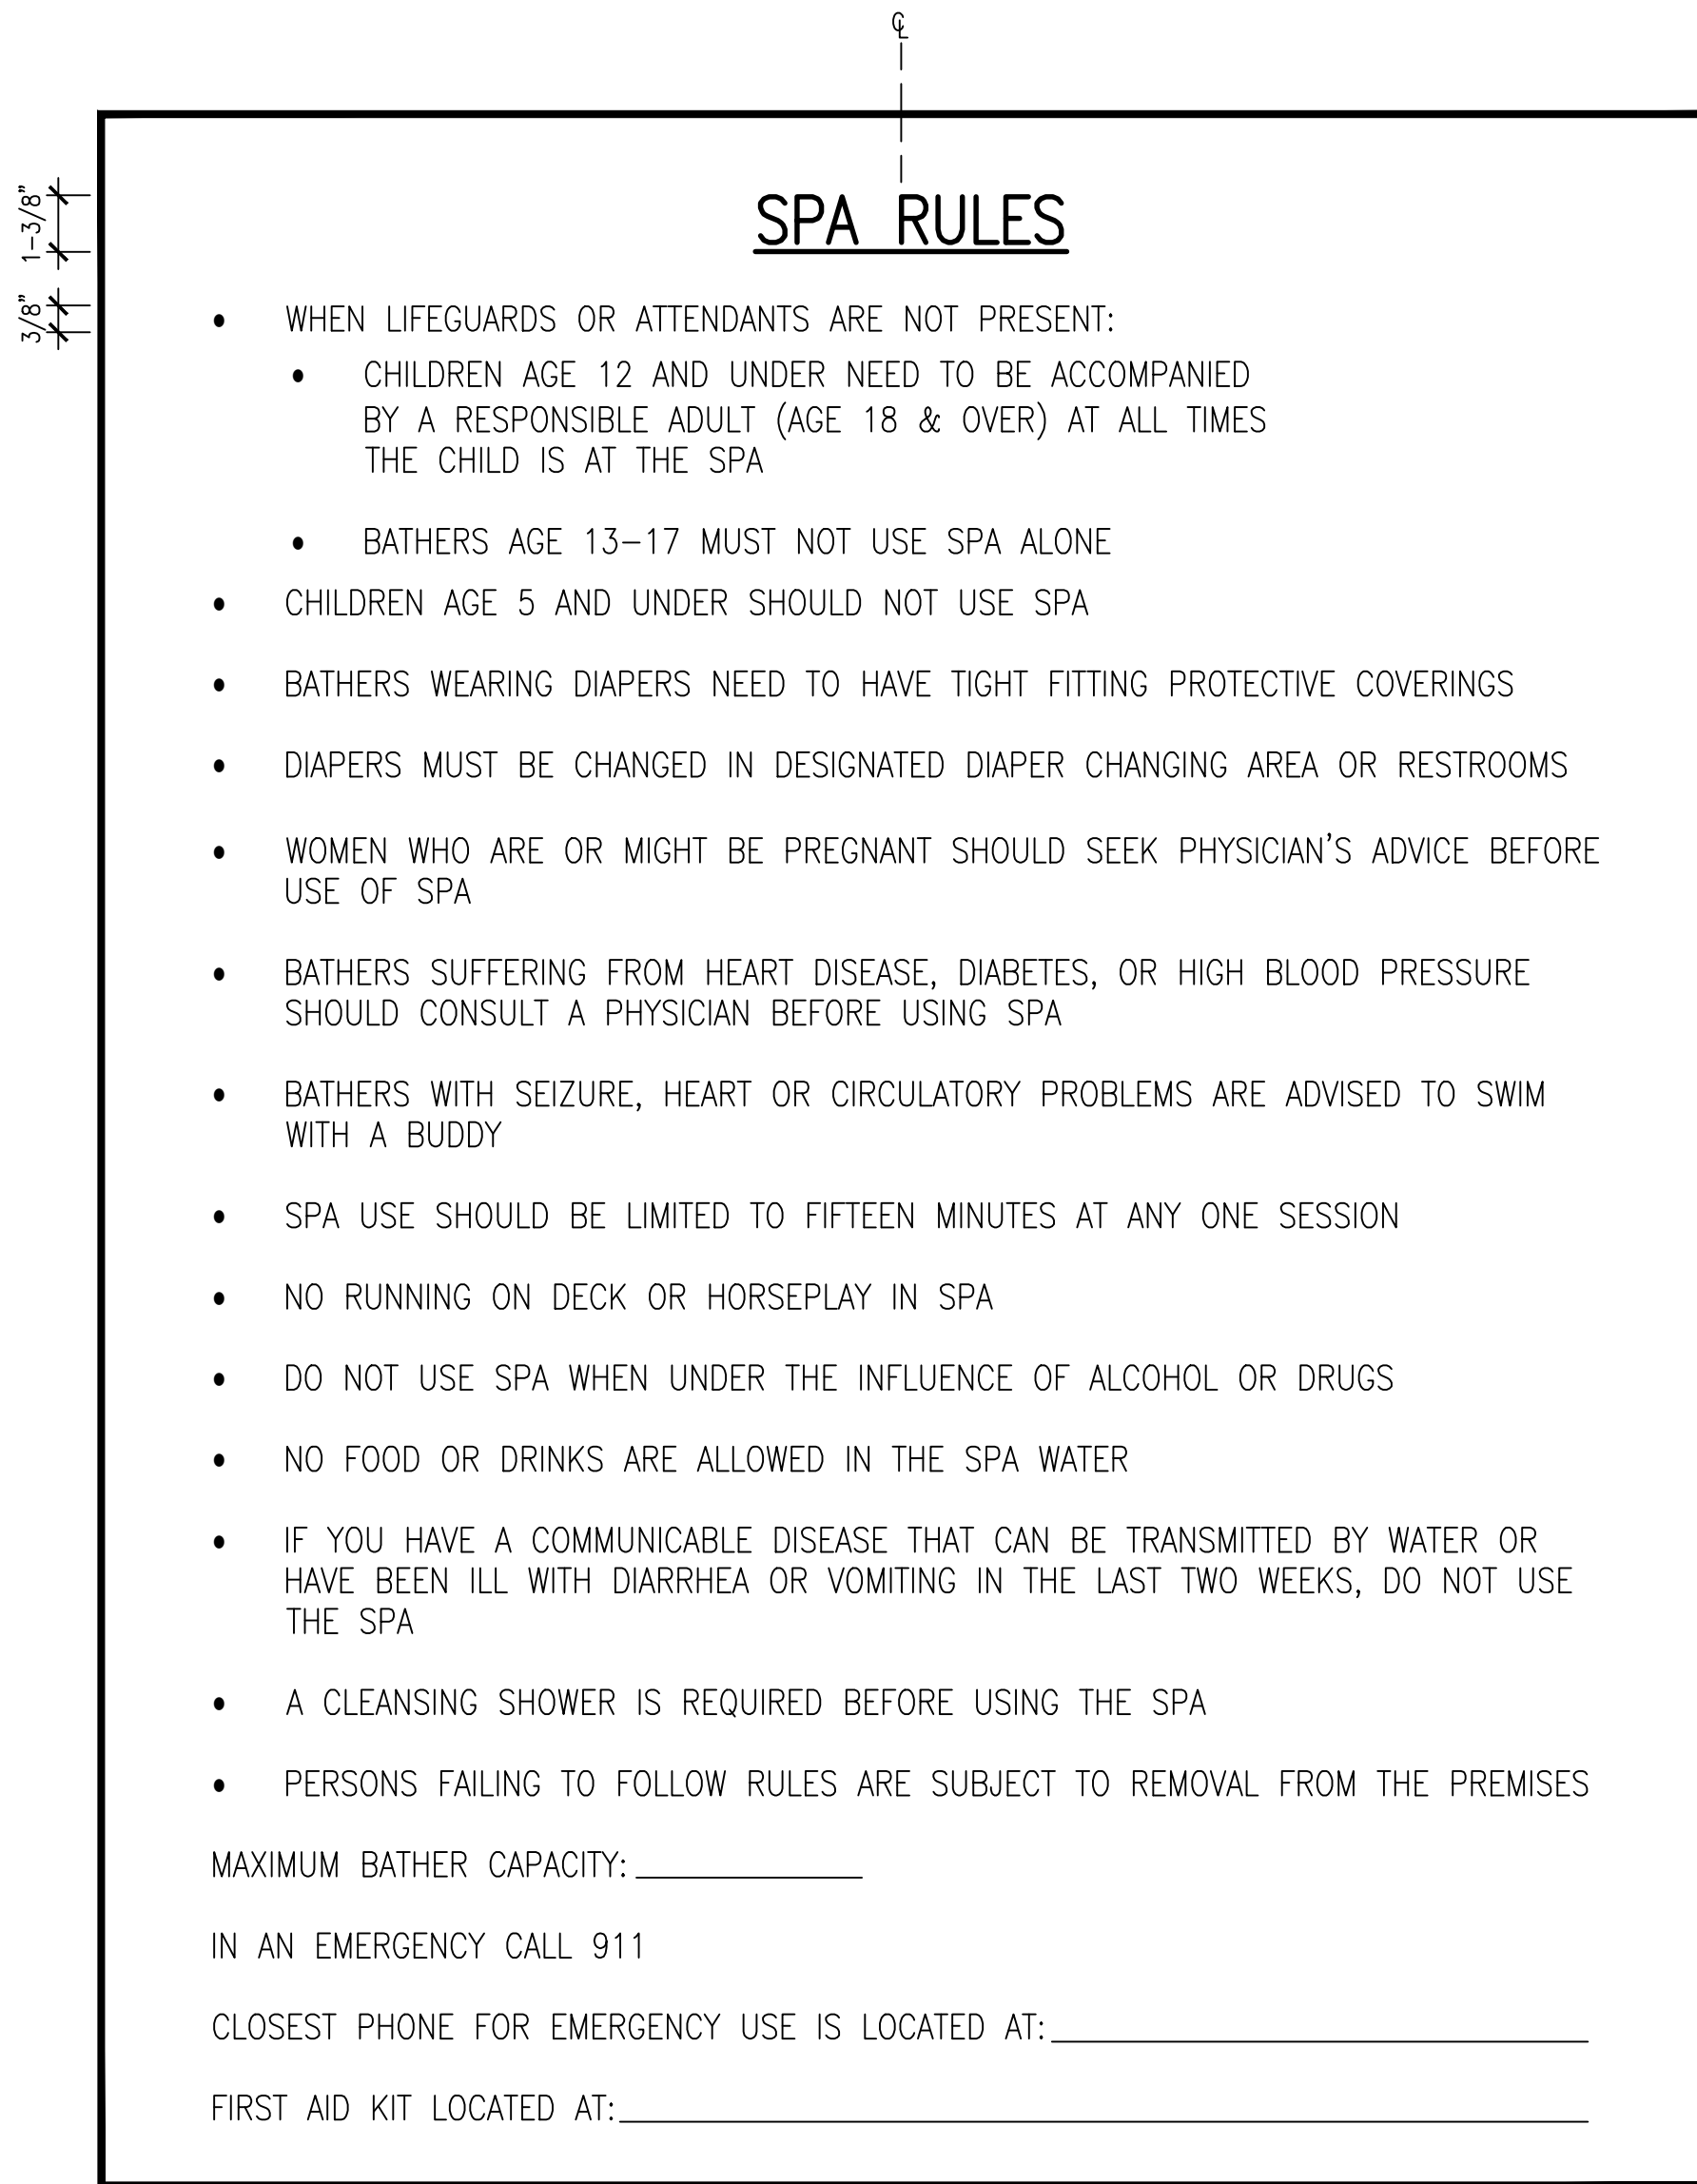 ℄
1-3/8"
3/8"
SPA RULES
• WHEN LIFEGUARDS OR ATTENDANTS ARE NOT PRESENT:
• CHILDREN AGE 12 AND UNDER NEED TO BE ACCOMPANIED
BY A RESPONSIBLE ADULT (AGE 18 & OVER) AT ALL TIMES
THE CHILD IS AT THE SPA
• BATHERS AGE 13-17 MUST NOT USE SPA ALONE
• CHILDREN AGE 5 AND UNDER SHOULD NOT USE SPA
• BATHERS WEARING DIAPERS NEED TO HAVE TIGHT FITTING PROTECTIVE COVERINGS
• DIAPERS MUST BE CHANGED IN DESIGNATED DIAPER CHANGING AREA OR RESTROOMS
• WOMEN WHO ARE OR MIGHT BE PREGNANT SHOULD SEEK PHYSICIAN'S ADVICE BEFORE
USE OF SPA
• BATHERS SUFFERING FROM HEART DISEASE, DIABETES, OR HIGH BLOOD PRESSURE
SHOULD CONSULT A PHYSICIAN BEFORE USING SPA
• BATHERS WITH SEIZURE, HEART OR CIRCULATORY PROBLEMS ARE ADVISED TO SWIM
WITH A BUDDY
• SPA USE SHOULD BE LIMITED TO FIFTEEN MINUTES AT ANY ONE SESSION
• NO RUNNING ON DECK OR HORSEPLAY IN SPA
• DO NOT USE SPA WHEN UNDER THE INFLUENCE OF ALCOHOL OR DRUGS
• NO FOOD OR DRINKS ARE ALLOWED IN THE SPA WATER
• IF YOU HAVE A COMMUNICABLE DISEASE THAT CAN BE TRANSMITTED BY WATER OR
HAVE BEEN ILL WITH DIARRHEA OR VOMITING IN THE LAST TWO WEEKS, DO NOT USE
THE SPA
• A CLEANSING SHOWER IS REQUIRED BEFORE USING THE SPA
• PERSONS FAILING TO FOLLOW RULES ARE SUBJECT TO REMOVAL FROM THE PREMISES
MAXIMUM BATHER CAPACITY: ____________
IN AN EMERGENCY CALL 911
CLOSEST PHONE FOR EMERGENCY USE IS LOCATED AT: ____________
FIRST AID KIT LOCATED AT: ____________